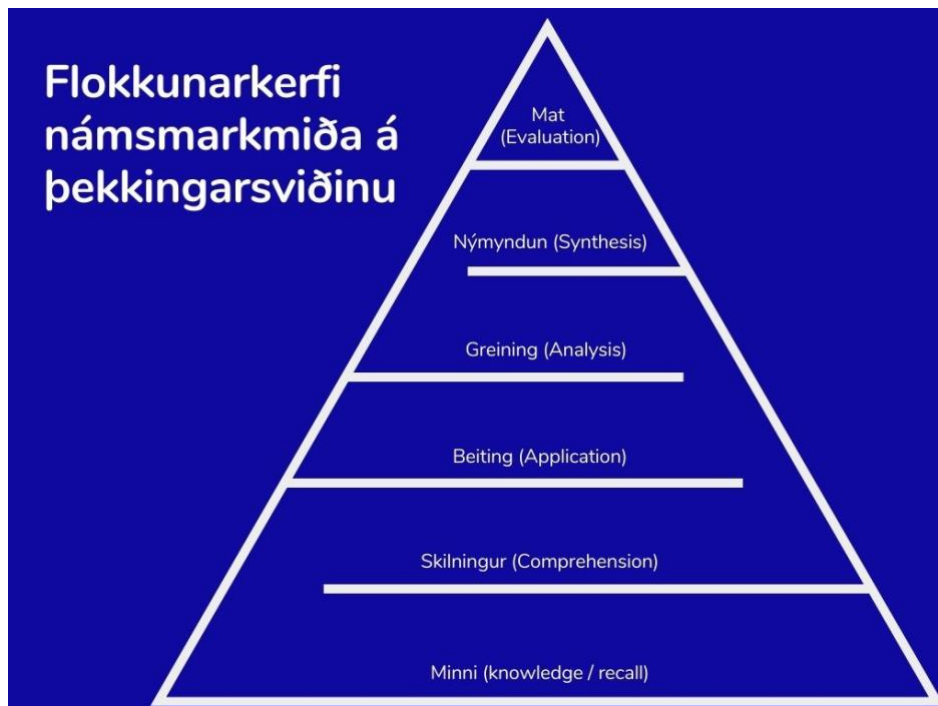 Flokkunarkerfi
námsmarkmiða á
þekkingarsviðinu
Mat
(Evaluation)
Nýmyndun (Synthesis)
Greining (Analysis)
Beiting (Application)
Skilningur (Comprehension)
Minni (knowledge / recall)